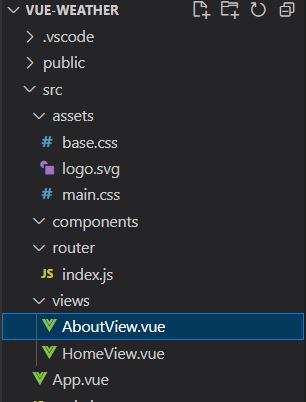 VUE-WEATHER
.vscode
public
src
assets
# base.css
logo.svg
# main.css
components
router
JS index.js
views
AboutView.vue
HomeView.vue
App.vue